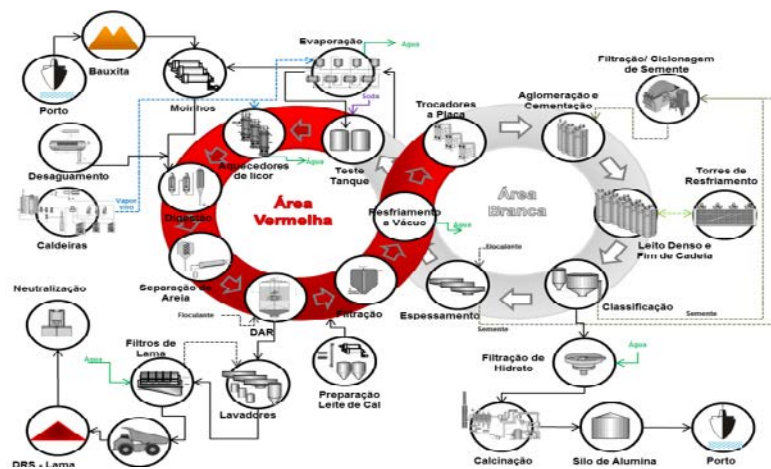 Evaporação
Água
Filtração/ Ciclonagem
de Semente
Bauxita
Porto
Moinhos
Soda
Trocadores
a Placa
Aglomeração e
Cementação
Desaguamento
Aquecedores
de licor
Água
Teste
Tanque
Torres de
Resfriamento
Vapor
vivo
Caldeiras
Digestão
Área
Vermelha
Resfriamento
e Vácuo
Água
Área
Branca
Leito Denso e
Fim de Cadeia
Separação de
Areia
Floculante
DAR
Filtração
Floculante
Espessamento
Classificação
Semente
Semente
Neutralização
Filtros de
Lama
Água
Lavadores
Preparação
Leite de Cal
Filtração de
Hidrato
Água
DRS - Lama
Calcinação
Silo de Alumina
Porto